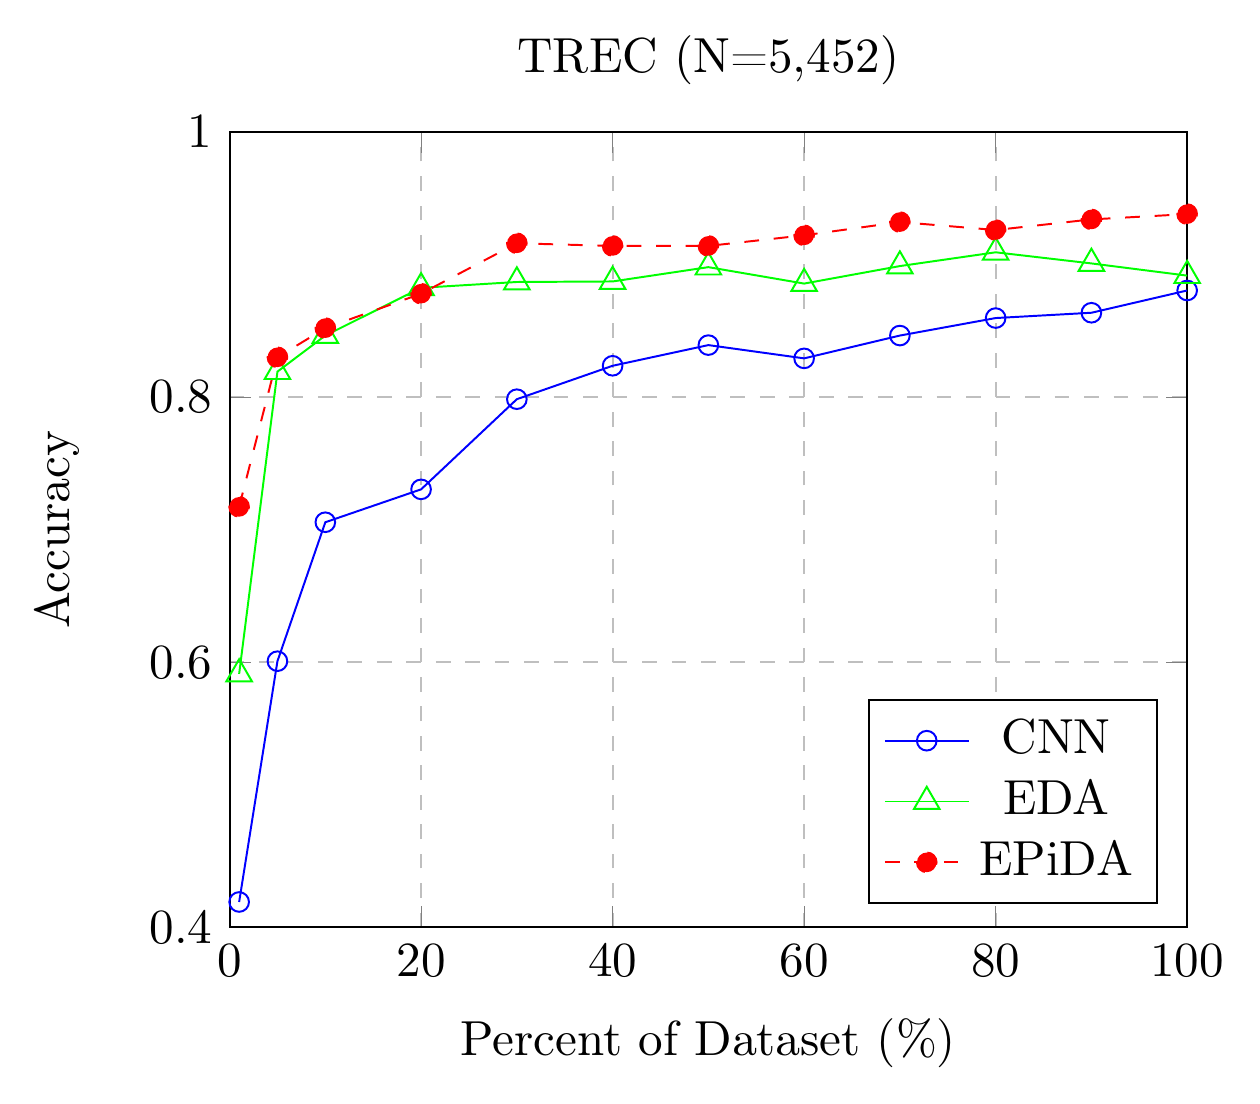 TREC (N=5,452)
1
0.8
0.6
0.4
Accuracy
0 20 40 60 80 100
Percent of Dataset (%)
CNN
EDA
EPiDA